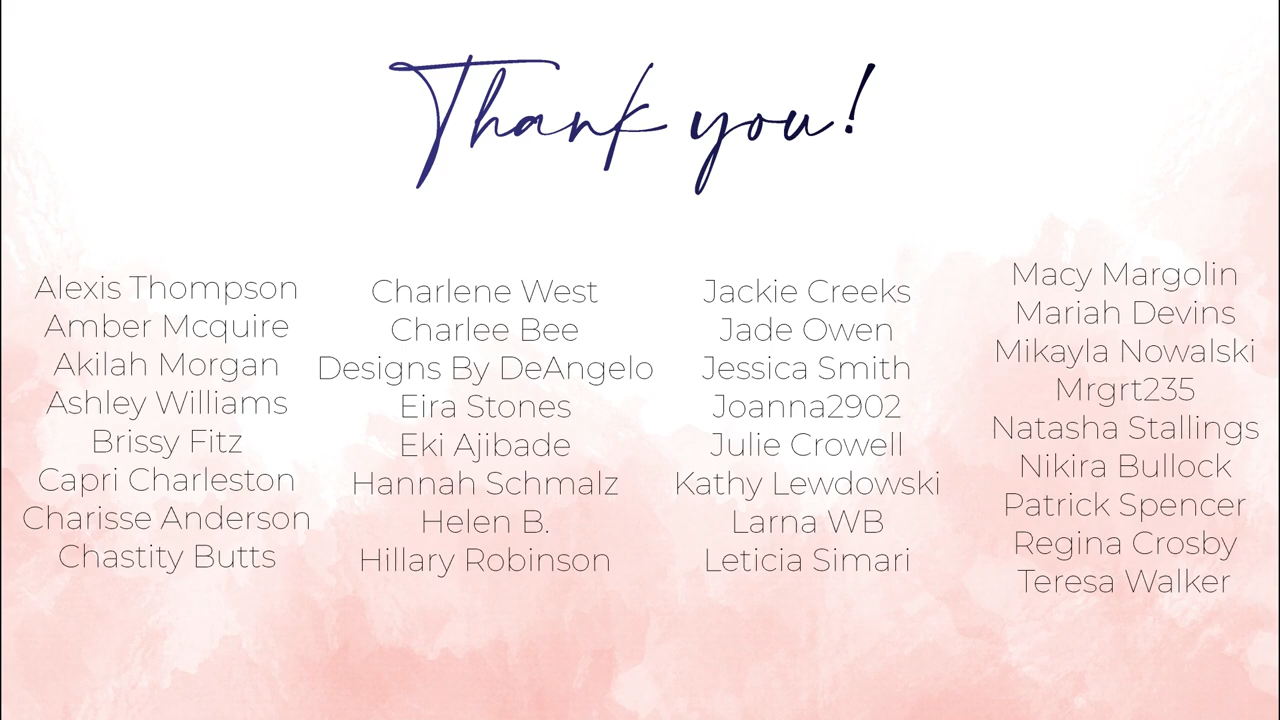 Thank you!
Alexis Thompson
Amber Mcquire
Akilah Morgan
Ashley Williams
Brissy Fitz
Capri Charleston
Charisse Anderson
Chastity Butts
Charlene West
Charlee Bee
Designs By DeAngelo
Eira Stones
Eki Ajibade
Hannah Schmalz
Helen B.
Hillary Robinson
Jackie Creeks
Jade Owen
Jessica Smith
Joanna2902
Julie Crowell
Kathy Lewdowski
Larna WB
Leticia Simari
Macy Margolin
Mariah Devins
Mikayla Nowalski
Mrgrt235
Natasha Stallings
Nikira Bullock
Patrick Spencer
Regina Crosby
Teresa Walker